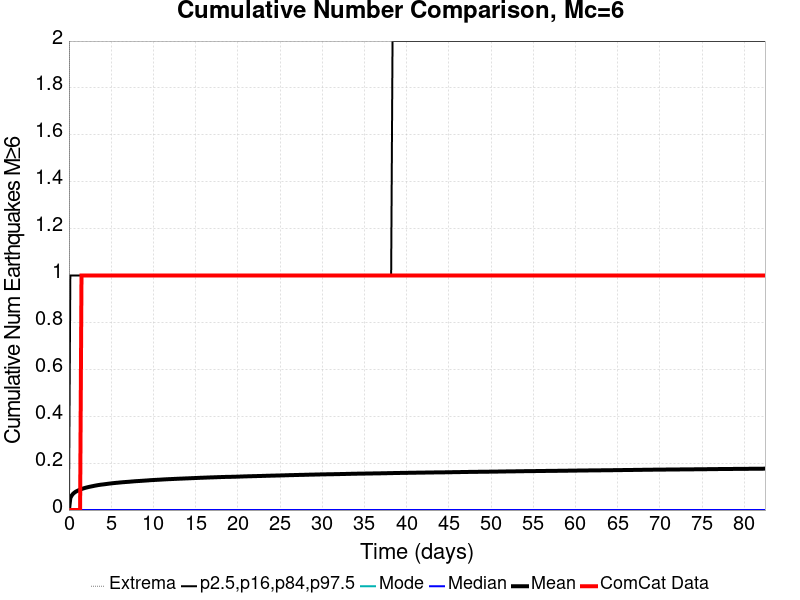 Cumulative Number Comparison, Mc=6
Cumulative Num Earthquakes M≥6
2
1.8
1.6
1.4
1.2
1
0.8
0.6
0.4
0.2
0
0 5 10 15 20 25 30 35 40 45 50 55 60 65 70 75 80
Time (days)
Extrema p2.5,p16,p84,p97.5 Mode Median Mean ComCat Data